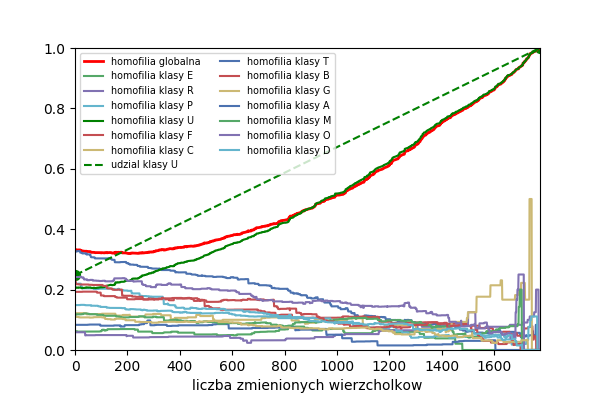 1.0
0.8
0.6
0.4
0.2
0.0
homofilia globalna
homofilia klasy E
homofilia klasy R
homofilia klasy P
homofilia klasy U
homofilia klasy F
homofilia klasy C
udzial klasy U
homofilia klasy T
homofilia klasy B
homofilia klasy G
homofilia klasy A
homofilia klasy M
homofilia klasy O
homofilia klasy D
0 200 400 600 800 1000 1200 1400 1600
liczba zmienionych wierzcholkow